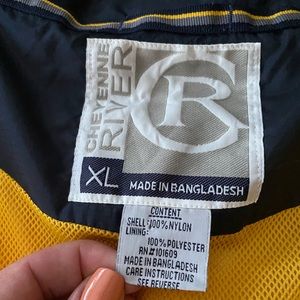 CHEYENNE
RIVER
CR
XL
MADE IN BANGLADESH
CONTENT
SHELL: 100% NYLON
LINING:
100% POLYESTER
RN# 101609
MADE IN BANGLADESH
CARE INSTRUCTIONS
SEE REVERSE